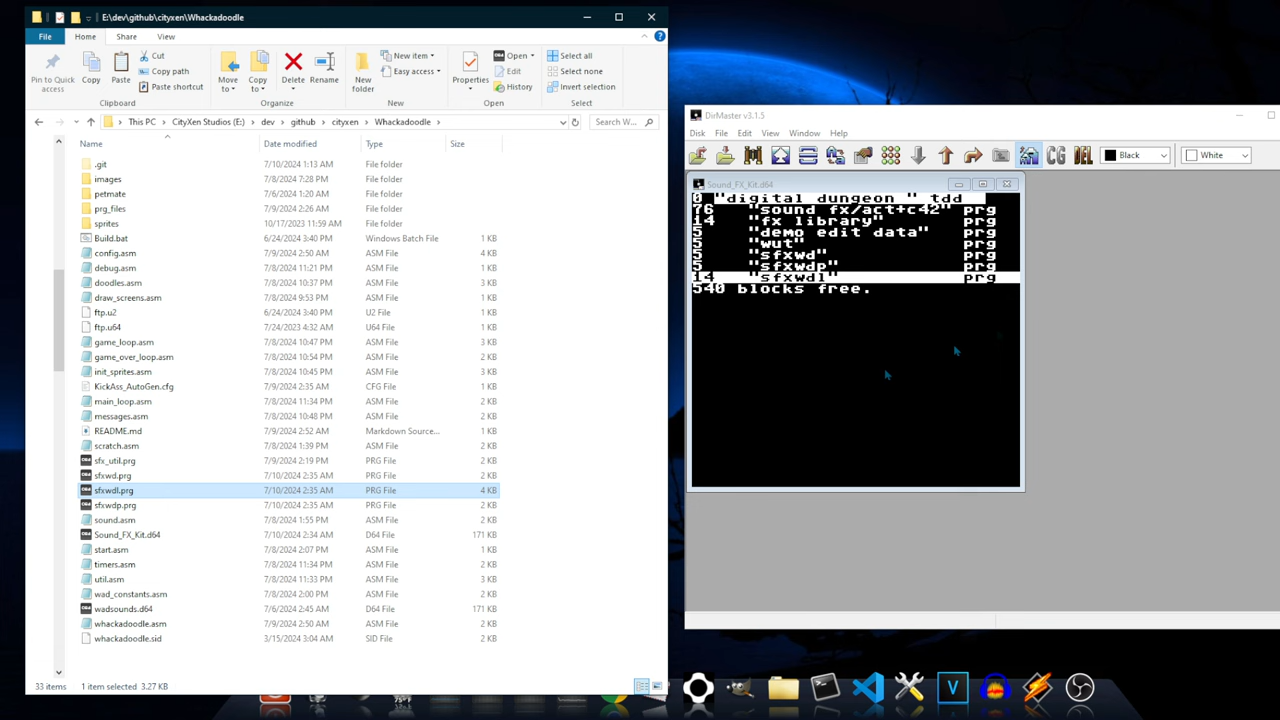 E:\dev\github\cityxen\Whackadoodle
File Home Share View
Pin to Quick access
Copy
Paste
Cut
Copy path
Paste shortcut
Clipboard
Move to
Copy to
Delete
Rename
Organize
New folder
New item
Easy access
New
Properties
Open
Edit
History
Open
Select all
Select none
Invert selection
Select
This PC CityXen Studios (E:) dev github cityxen Whackadoodle
Search W...
Name Date modified Type Size
.git 7/10/2024 1:13 AM File folder
images 7/8/2024 7:28 PM File folder
petmate 7/6/2024 1:20 AM File folder
prg_files 7/9/2024 2:26 AM File folder
sprites 10/17/2023 11:59 AM File folder
Build.bat 6/24/2024 3:40 PM Windows Batch File 1 KB
config.asm 7/9/2024 2:50 AM ASM File 4 KB
debug.asm 7/8/2024 11:21 PM ASM File 1 KB
doodles.asm 7/8/2024 10:37 PM ASM File 3 KB
draw_screens.asm 7/8/2024 9:53 PM ASM File 2 KB
ftp.u2 6/24/2024 3:40 PM U2 File 1 KB
ftp.u64 7/24/2023 4:32 AM U64 File 1 KB
game_loop.asm 7/8/2024 10:47 PM ASM File 3 KB
game_over_loop.asm 7/8/2024 10:54 PM ASM File 2 KB
init_sprites.asm 7/8/2024 10:45 PM ASM File 3 KB
KickAss_AutoGen.cfg 7/9/2024 2:35 AM CFG File 1 KB
main_loop.asm 7/8/2024 11:34 PM ASM File 2 KB
messages.asm 7/8/2024 10:48 PM ASM File 2 KB
README.md 7/9/2024 2:52 AM Markdown Source... 1 KB
scratch.asm 7/8/2024 1:39 PM ASM File 2 KB
sfx_util.prg 7/9/2024 2:19 AM PRG File 2 KB
sfxwd.prg 7/10/2024 2:35 AM PRG File 2 KB
sfxwdl.prg 7/10/2024 2:35 AM PRG File 4 KB
sfxwdp.prg 7/10/2024 2:35 AM PRG File 2 KB
sound.asm 7/8/2024 1:55 PM ASM File 2 KB
Sound_FX_Kit.d64 7/10/2024 2:34 AM D64 File 171 KB
start.asm 7/8/2024 2:07 PM ASM File 1 KB
timers.asm 7/8/2024 11:34 PM ASM File 2 KB
util.asm 7/8/2024 11:33 PM ASM File 3 KB
wad_constants.asm 7/8/2024 2:00 PM ASM File 2 KB
wadsounds.d64 7/6/2024 2:45 AM D64 File 171 KB
whackadoodle.asm 7/9/2024 2:50 AM ASM File 2 KB
whackadoodle.sid 3/15/2024 3:04 AM SID File 2 KB
33 items 1 item selected 3.27 KB
DirMaster v3.1.5
Disk File Edit View Window Help
CG DEL Black White
Sound_FX_Kit.d64
0 "digital dungeon " tdd
76 "sound fx/act+c42" prg
14 "fx library" prg
5 "demo edit data" prg
5 "wut" prg
5 "sfxwd" prg
5 "sfxwdp" prg
14 "sfxwdl" prg
540 blocks free.
V